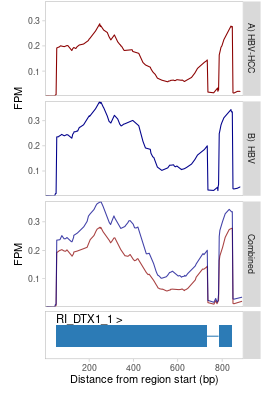 0.3
0.2
0.1
A) HBV-HCC
FPM
0.3
0.2
0.1
B) HBV
0.3
0.2
0.1
FPM
Combined
RI_DTX1_1 >
200 400 600 800
Distance from region start (bp)